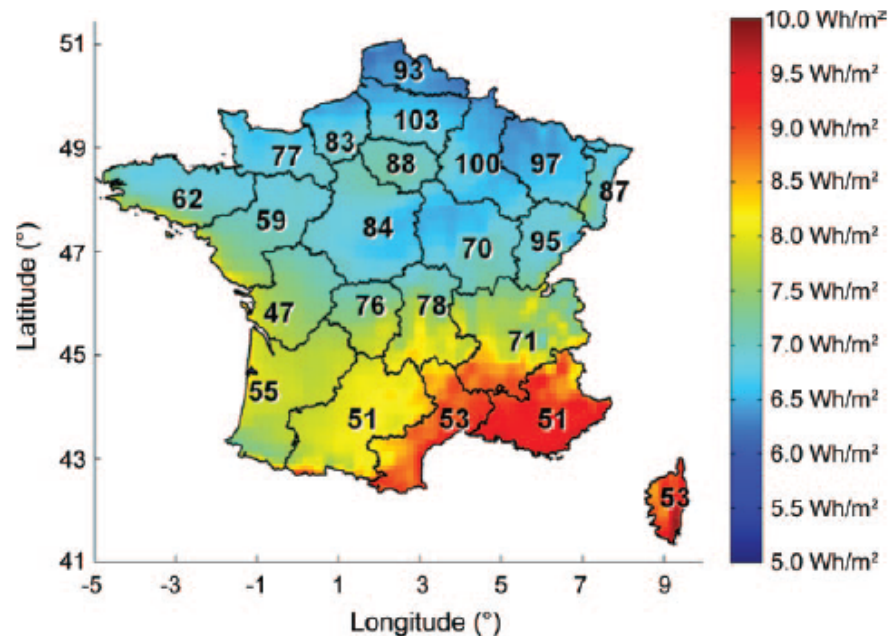 51
49
47
45
43
41
Latitude (°)
-5
-3
-1
1
3
5
7
9
Longitude (°)
93
103
83
77
88
100
97
87
62
59
84
70
95
47
76
78
71
55
51
53
51
53
10.0 Wh/m²
9.5 Wh/m²
9.0 Wh/m²
8.5 Wh/m²
8.0 Wh/m²
7.5 Wh/m²
7.0 Wh/m²
6.5 Wh/m²
6.0 Wh/m²
5.5 Wh/m²
5.0 Wh/m²